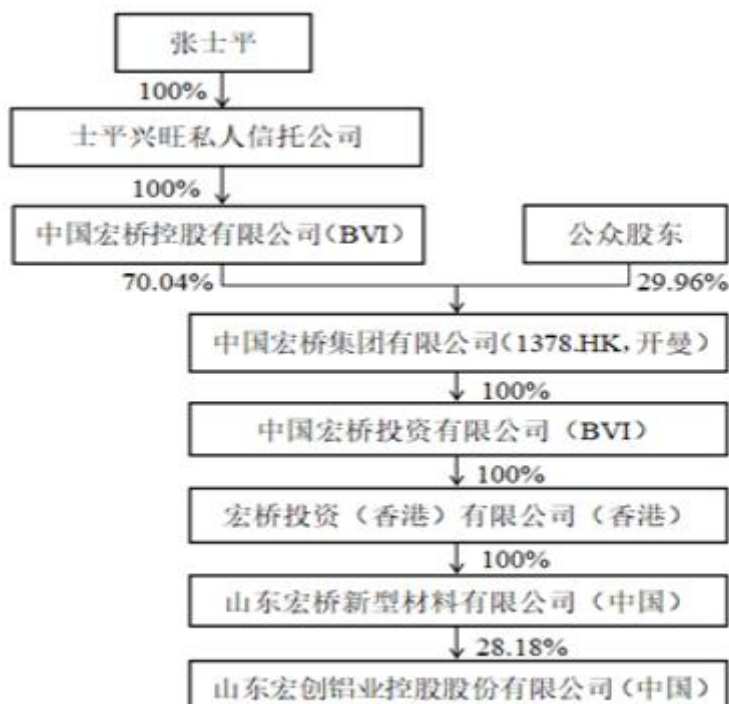 张士平
100%
士平兴旺私人信托公司
100%
中国宏桥控股有限公司(BVI)
公众股东
70.04%
29.96%
中国宏桥集团有限公司(1378.HK,开曼)
100%
中国宏桥投资有限公司（BVI）
100%
宏桥投资（香港）有限公司（香港）
100%
山东宏桥新型材料有限公司（中国）
28.18%
山东宏创铝业控股股份有限公司(中国)